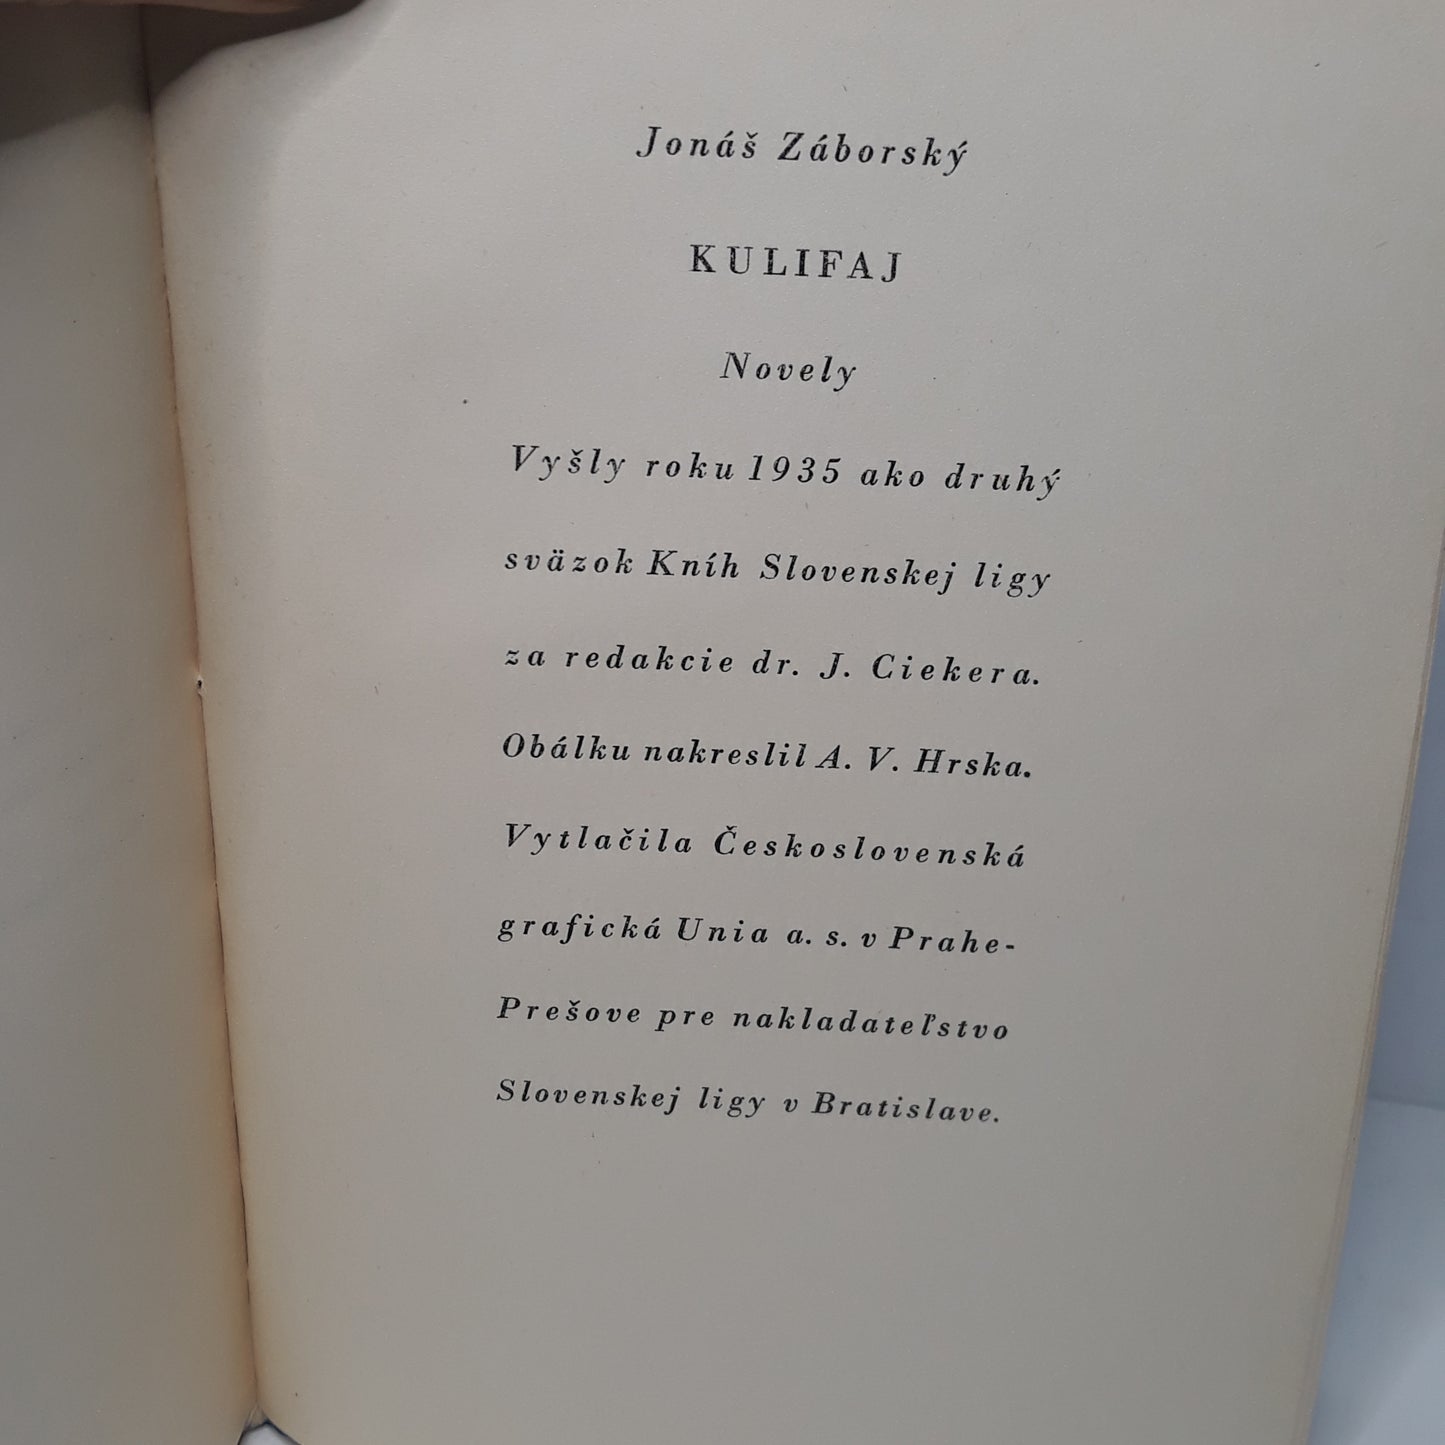 Jonáš Záborský
KULIFAJ
Novely
Vyšly roku 1935 ako druhý
sväzok Kníh Slovenskej ligy
za redakcie dr. J. Ciekera.
Obálku nakreslil A. V. Hrska.
Vytlačila Československá
grafická Unia a. s. v Prahe-
Prešove pre nakladateľstvo
Slovenskej ligy v Bratislave.